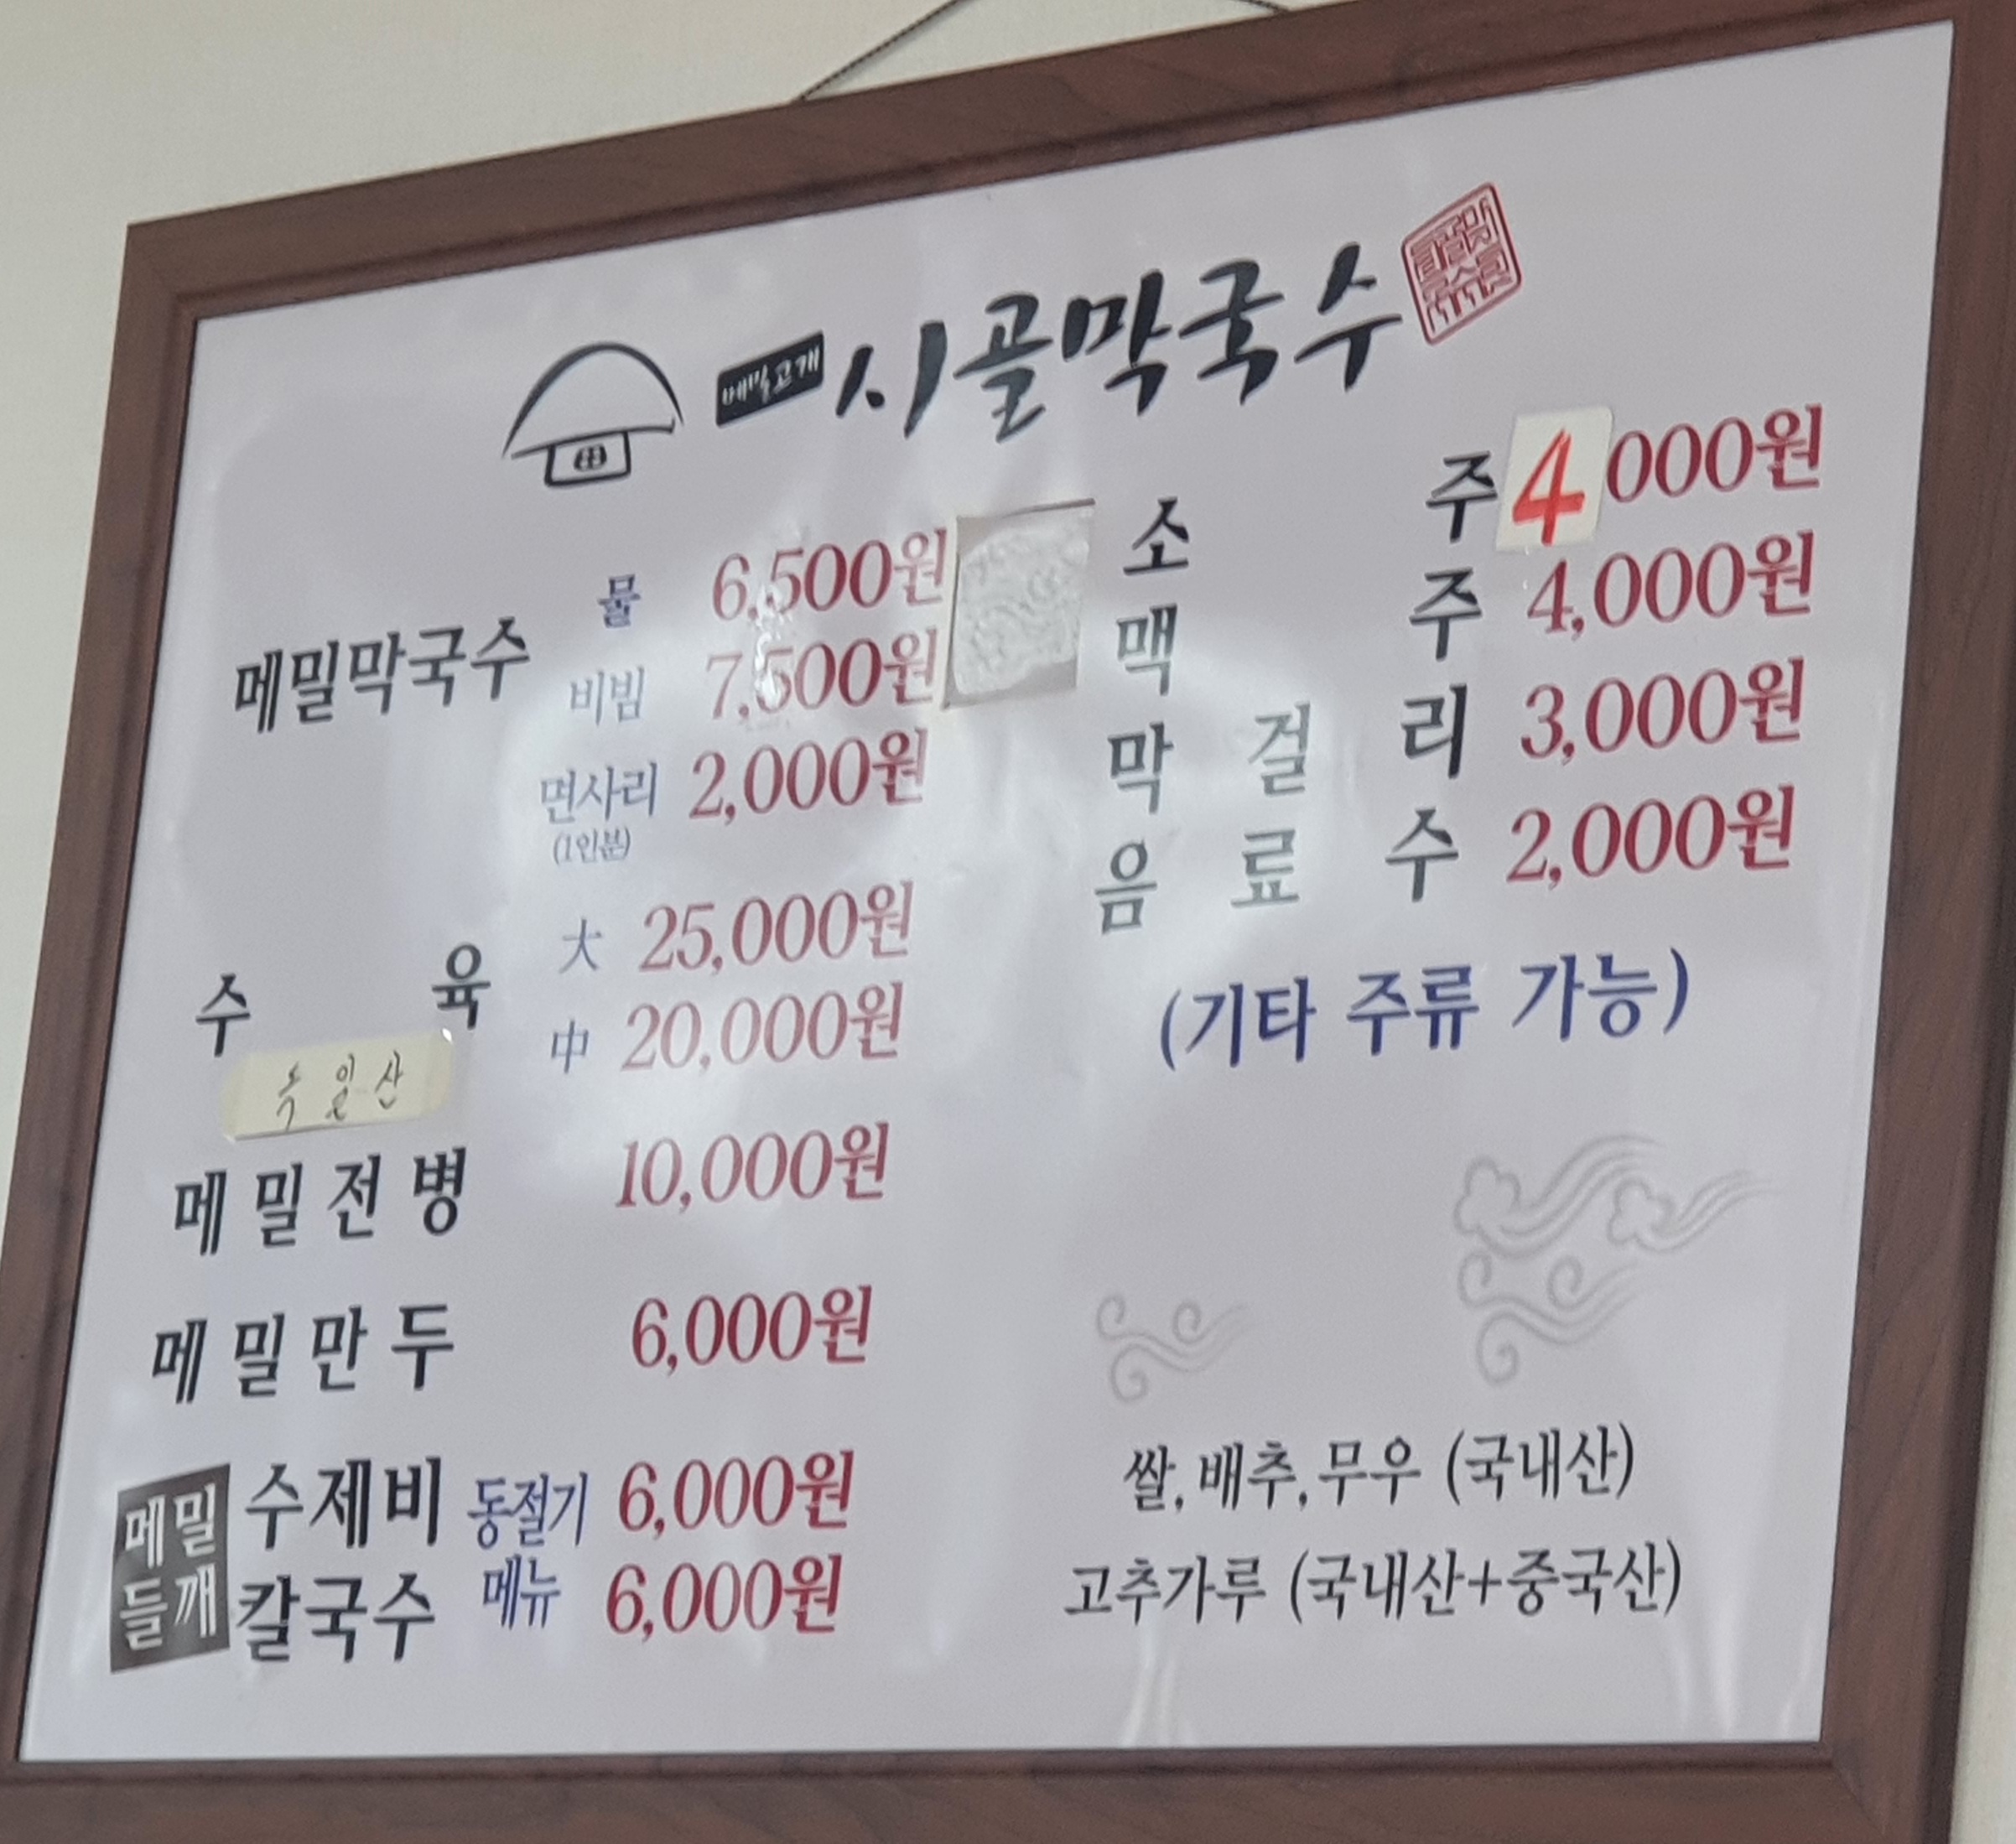 메밀고개 시골막국수
메밀막국수
물 6,500원
비빔 7,500원
면사리 2,000원
(1인분)
수육
大 25,000원
中 20,000원
독일산
메밀전병 10,000원
메밀만두 6,000원
메밀들깨
수제비 동절기 6,000원
칼국수 메뉴 6,000원
소주 4000원
맥주 4,000원
막걸리 3,000원
음료수 2,000원
(기타 주류 가능)
쌀,배추,무우 (국내산)
고추가루 (국내산+중국산)